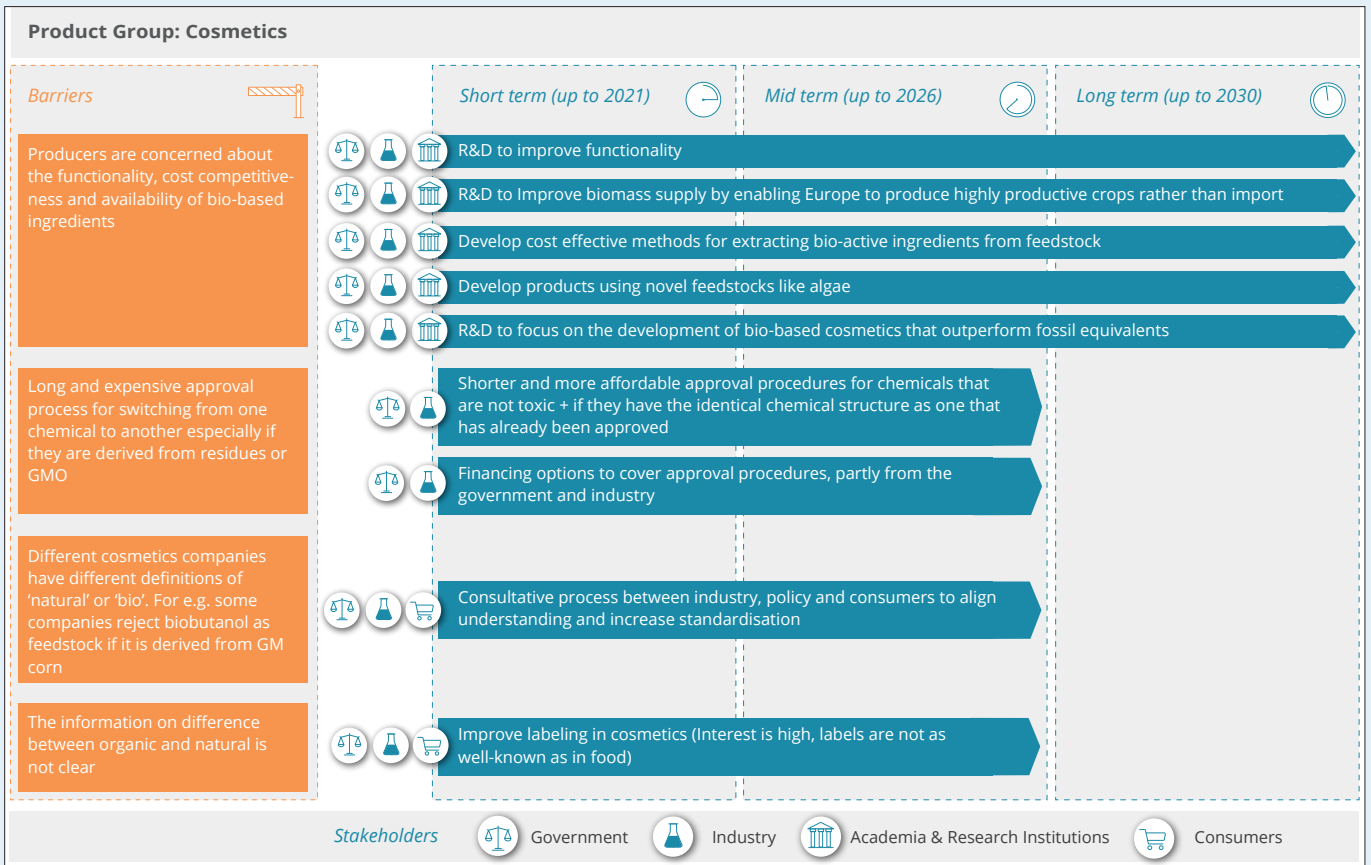 Product Group: Cosmetics
Barriers
Short term (up to 2021)
Mid term (up to 2026)
Long term (up to 2030)
Producers are concerned about
the functionality, cost competitive-
ness and availability of bio-based
ingredients
R&D to improve functionality
R&D to Improve biomass supply by enabling Europe to produce highly productive crops rather than import
Develop cost effective methods for extracting bio-active ingredients from feedstock
Develop products using novel feedstocks like algae
R&D to focus on the development of bio-based cosmetics that outperform fossil equivalents
Long and expensive approval
process for switching from one
chemical to another especially if
they are derived from residues or
GMO
Shorter and more affordable approval procedures for chemicals that
are not toxic + if they have the identical chemical structure as one that
has already been approved
Financing options to cover approval procedures, partly from the
government and industry
Different cosmetics companies
have different definitions of
‘natural’ or ‘bio’. For e.g. some
companies reject biobutanol as
feedstock if it is derived from GM
corn
Consultative process between industry, policy and consumers to align
understanding and increase standardisation
The information on difference
between organic and natural is
not clear
Improve labeling in cosmetics (Interest is high, labels are not as
well-known as in food)
Stakeholders
Government
Industry
Academia & Research Institutions
Consumers